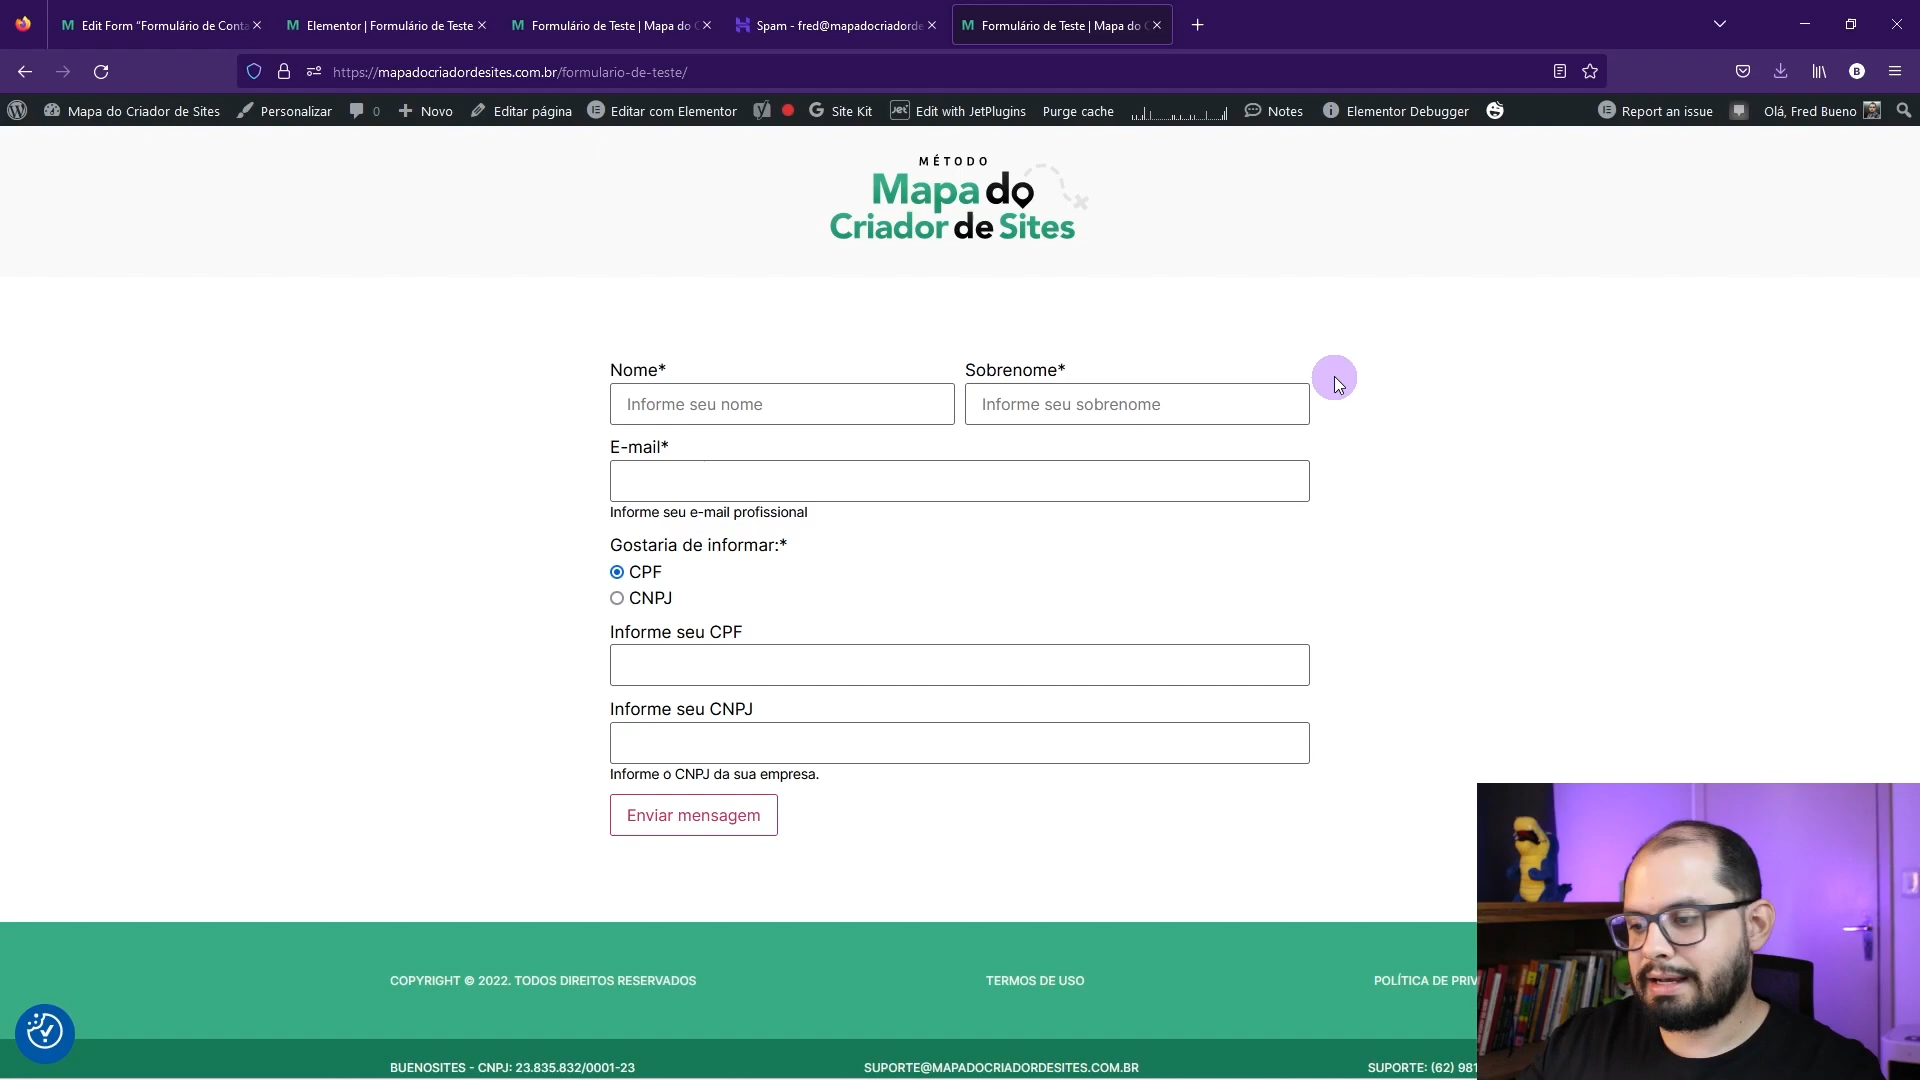 Edit Form “Formulário de Conta
Elementor | Formulário de Teste
Formulário de Teste | Mapa do C
Spam - fred@mapadocriadorde
Formulário de Teste | Mapa do C
https://mapadocriadordesites.com.br/formulario-de-teste/
B
Mapa do Criador de Sites
Personalizar
0
Novo
Editar página
Editar com Elementor
Site Kit
Jet
Edit with JetPlugins
Purge cache
Notes
Elementor Debugger
Report an issue
Olá, Fred Bueno
MÉTODO
Mapa do
Criador de Sites
Nome*
Sobrenome*
Informe seu nome
Informe seu sobrenome
E-mail*
Informe seu e-mail profissional
Gostaria de informar:*
CPF
CNPJ
Informe seu CPF
Informe seu CNPJ
Informe o CNPJ da sua empresa.
Enviar mensagem
COPYRIGHT © 2022. TODOS DIREITOS RESERVADOS
TERMOS DE USO
POLÍTICA DE PRIV
BUENOSITES - CNPJ: 23.835.832/0001-23
SUPORTE@MAPADOCRIADORDESITES.COM.BR
SUPORTE: (62) 981